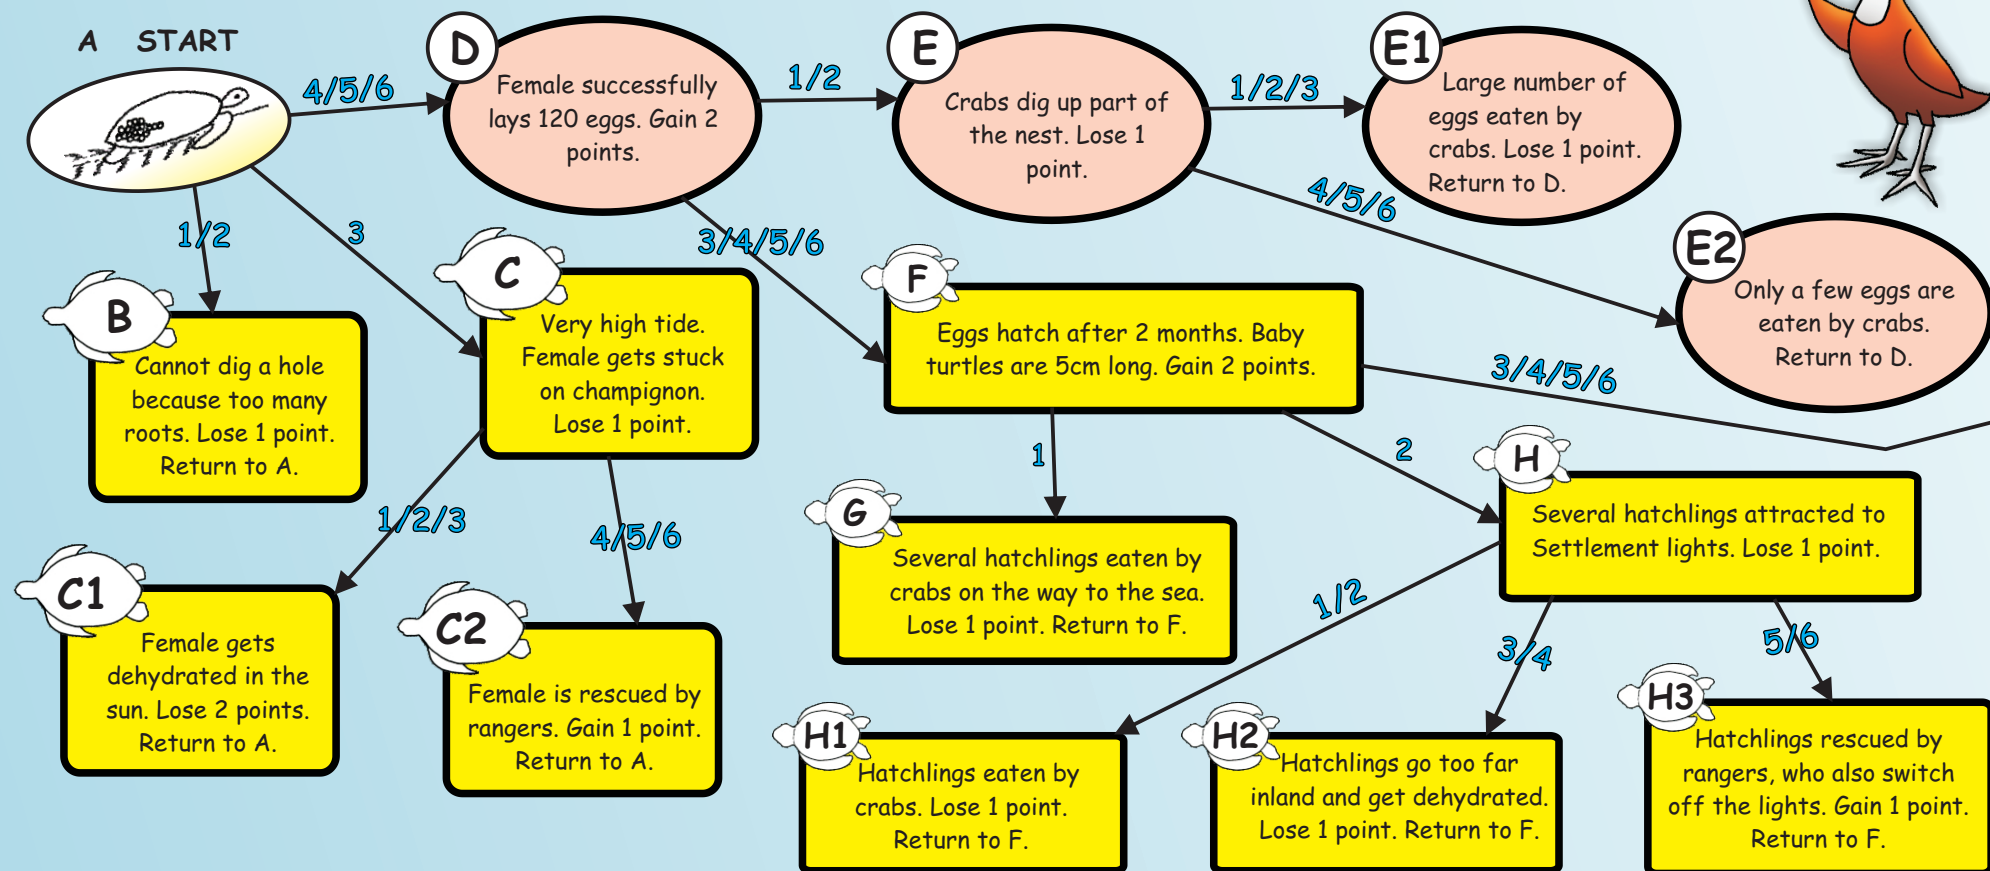 A START
4/5/6
D
Female successfully
lays 120 eggs. Gain 2
points.
1/2
E
Crabs dig up part of
the nest. Lose 1
point.
1/2/3
E1
Large number of
eggs eaten by
crabs. Lose 1 point.
Return to D.
4/5/6
E2
Only a few eggs are
eaten by crabs.
Return to D.
1/2
3
3/4/5/6
B
Cannot dig a hole
because too many
roots. Lose 1 point.
Return to A.
C
Very high tide.
Female gets stuck
on champignon.
Lose 1 point.
F
Eggs hatch after 2 months. Baby
turtles are 5cm long. Gain 2 points.
3/4/5/6
1
2
1/2/3
4/5/6
C1
Female gets
dehydrated in the
sun. Lose 2 points.
Return to A.
C2
Female is rescued by
rangers. Gain 1 point.
Return to A.
G
Several hatchlings eaten by
crabs on the way to the sea.
Lose 1 point. Return to F.
H
Several hatchlings attracted to
Settlement lights. Lose 1 point.
1/2
3/4
5/6
H1
Hatchlings eaten by
crabs. Lose 1 point.
Return to F.
H2
Hatchlings go too far
inland and get dehydrated.
Lose 1 point. Return to F.
H3
Hatchlings rescued by
rangers, who also switch
off the lights. Gain 1 point.
Return to F.